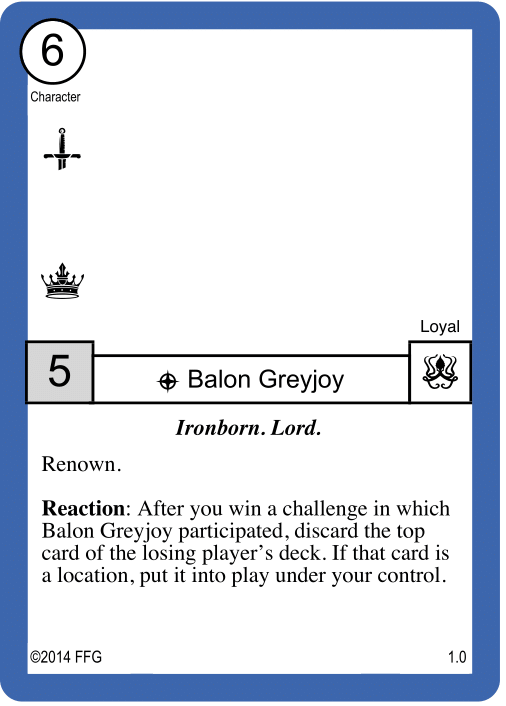 6
Character
Loyal
5
Balon Greyjoy
Ironborn. Lord.
Renown.
Reaction: After you win a challenge in which
Balon Greyjoy participated, discard the top
card of the losing player's deck. If that card is
a location, put it into play under your control.
©2014 FFG
1.0